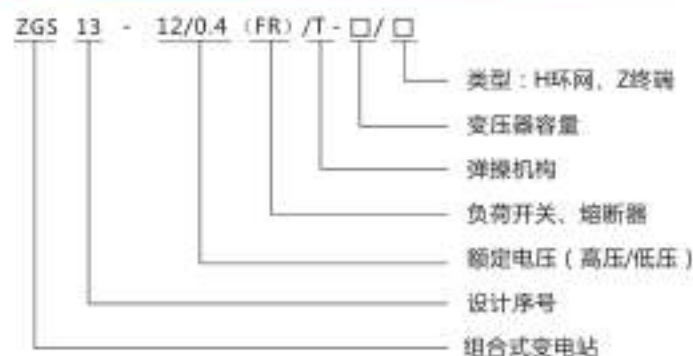 ZGS 13 - 12/0.4 (FR) /T - □/□
类型：H环网、Z终端
变压器容量
弹操机构
负荷开关、熔断器
额定电压（高压/低压）
设计序号
组合式变电站